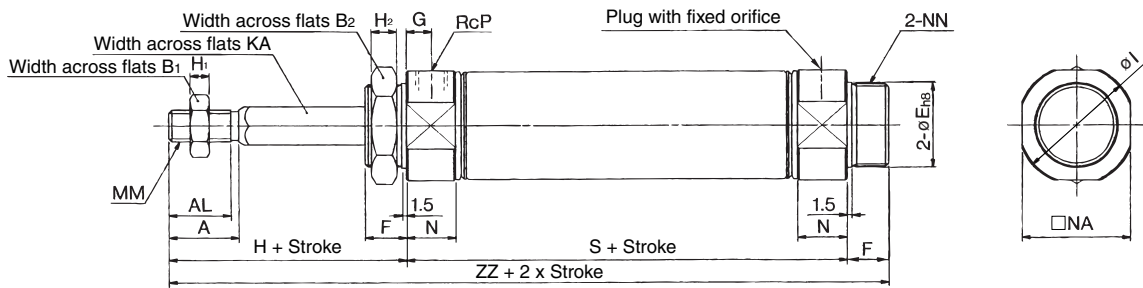 Width across flats B2
H2
G
RcP
Plug with fixed orifice
2-NN
Width across flats KA
Width across flats B1
H1
øI
2-øEh8
MM
AL
A
F
1.5
N
1.5
N
F
□NA
H + Stroke
S + Stroke
ZZ + 2 x Stroke